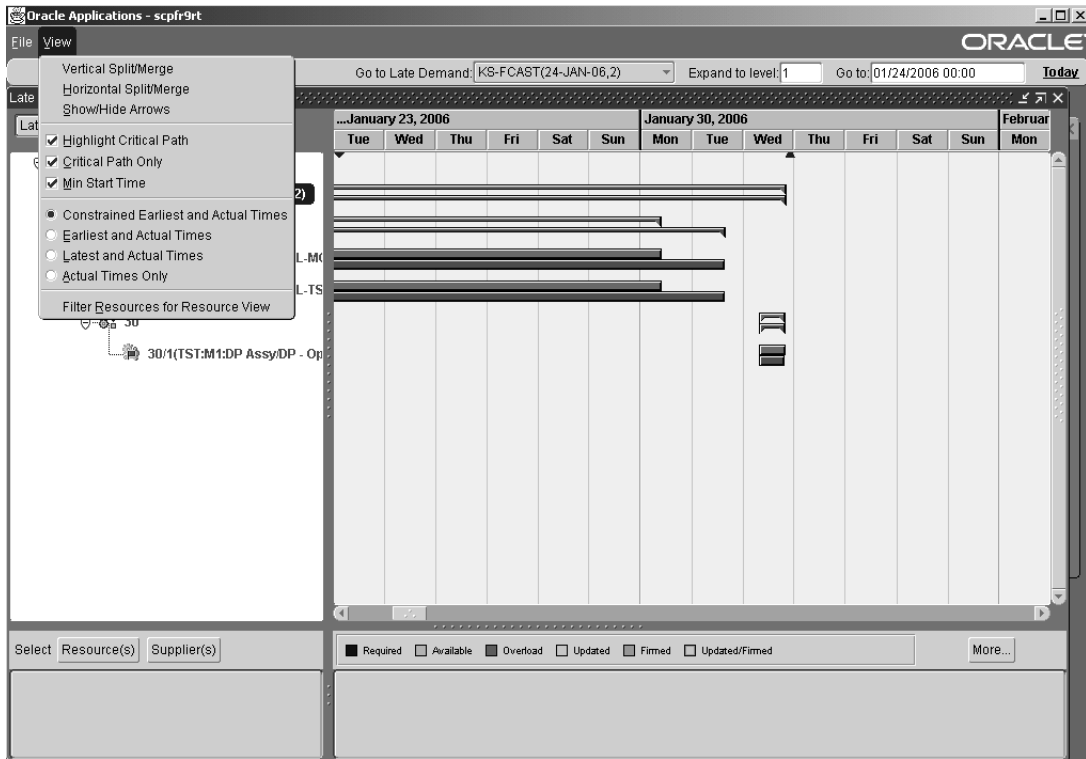 Oracle Applications - scpfr9rt
File View
ORACLE
Go to Late Demand: KS-FCAST(24-JAN-06,2) Expand to level: 1 Go to: 01/24/2006 00:00 Today
Late
Lat
Vertical Split/Merge
Horizontal Split/Merge
Show/Hide Arrows
Highlight Critical Path
Critical Path Only
Min Start Time
Constrained Earliest and Actual Times
Earliest and Actual Times
Latest and Actual Times
Actual Times Only
Filter Resources for Resource View
...January 23, 2006 January 30, 2006 Februar
Tue Wed Thu Fri Sat Sun Mon Tue Wed Thu Fri Sat Sun Mon
2)
L-MC
L-TS
30
30/1(TST:M1:DP Assy/DP - Op
Select Resource(s) Supplier(s)
Required Available Overload Updated Firmed Updated/Firmed More...